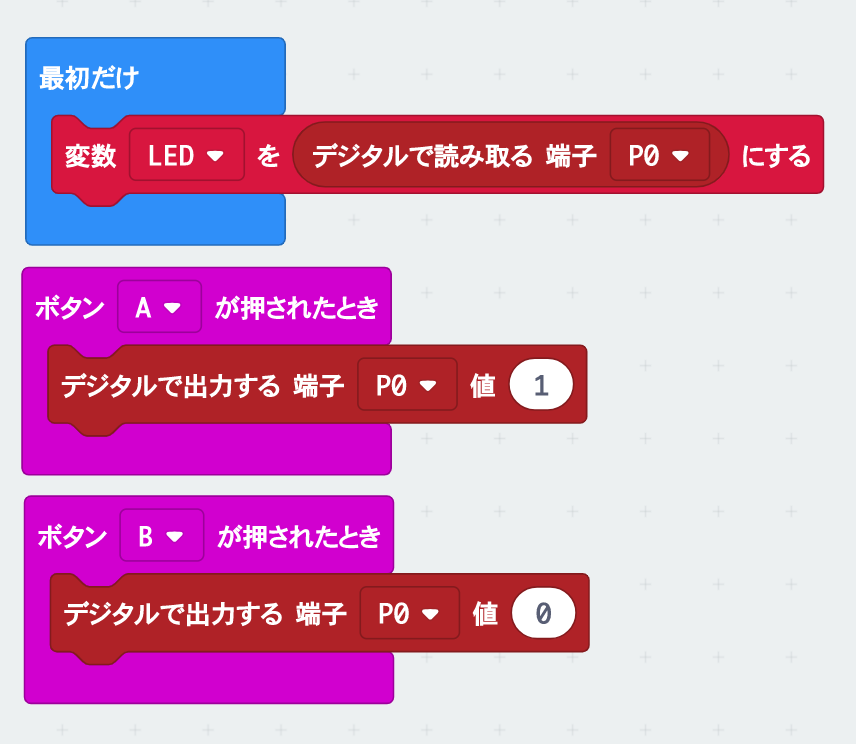 最初だけ
変数 LED を デジタルで読み取る 端子 P0 にする
ボタン A が押されたとき
デジタルで出力する 端子 P0 値 1
ボタン B が押されたとき
デジタルで出力する 端子 P0 値 0